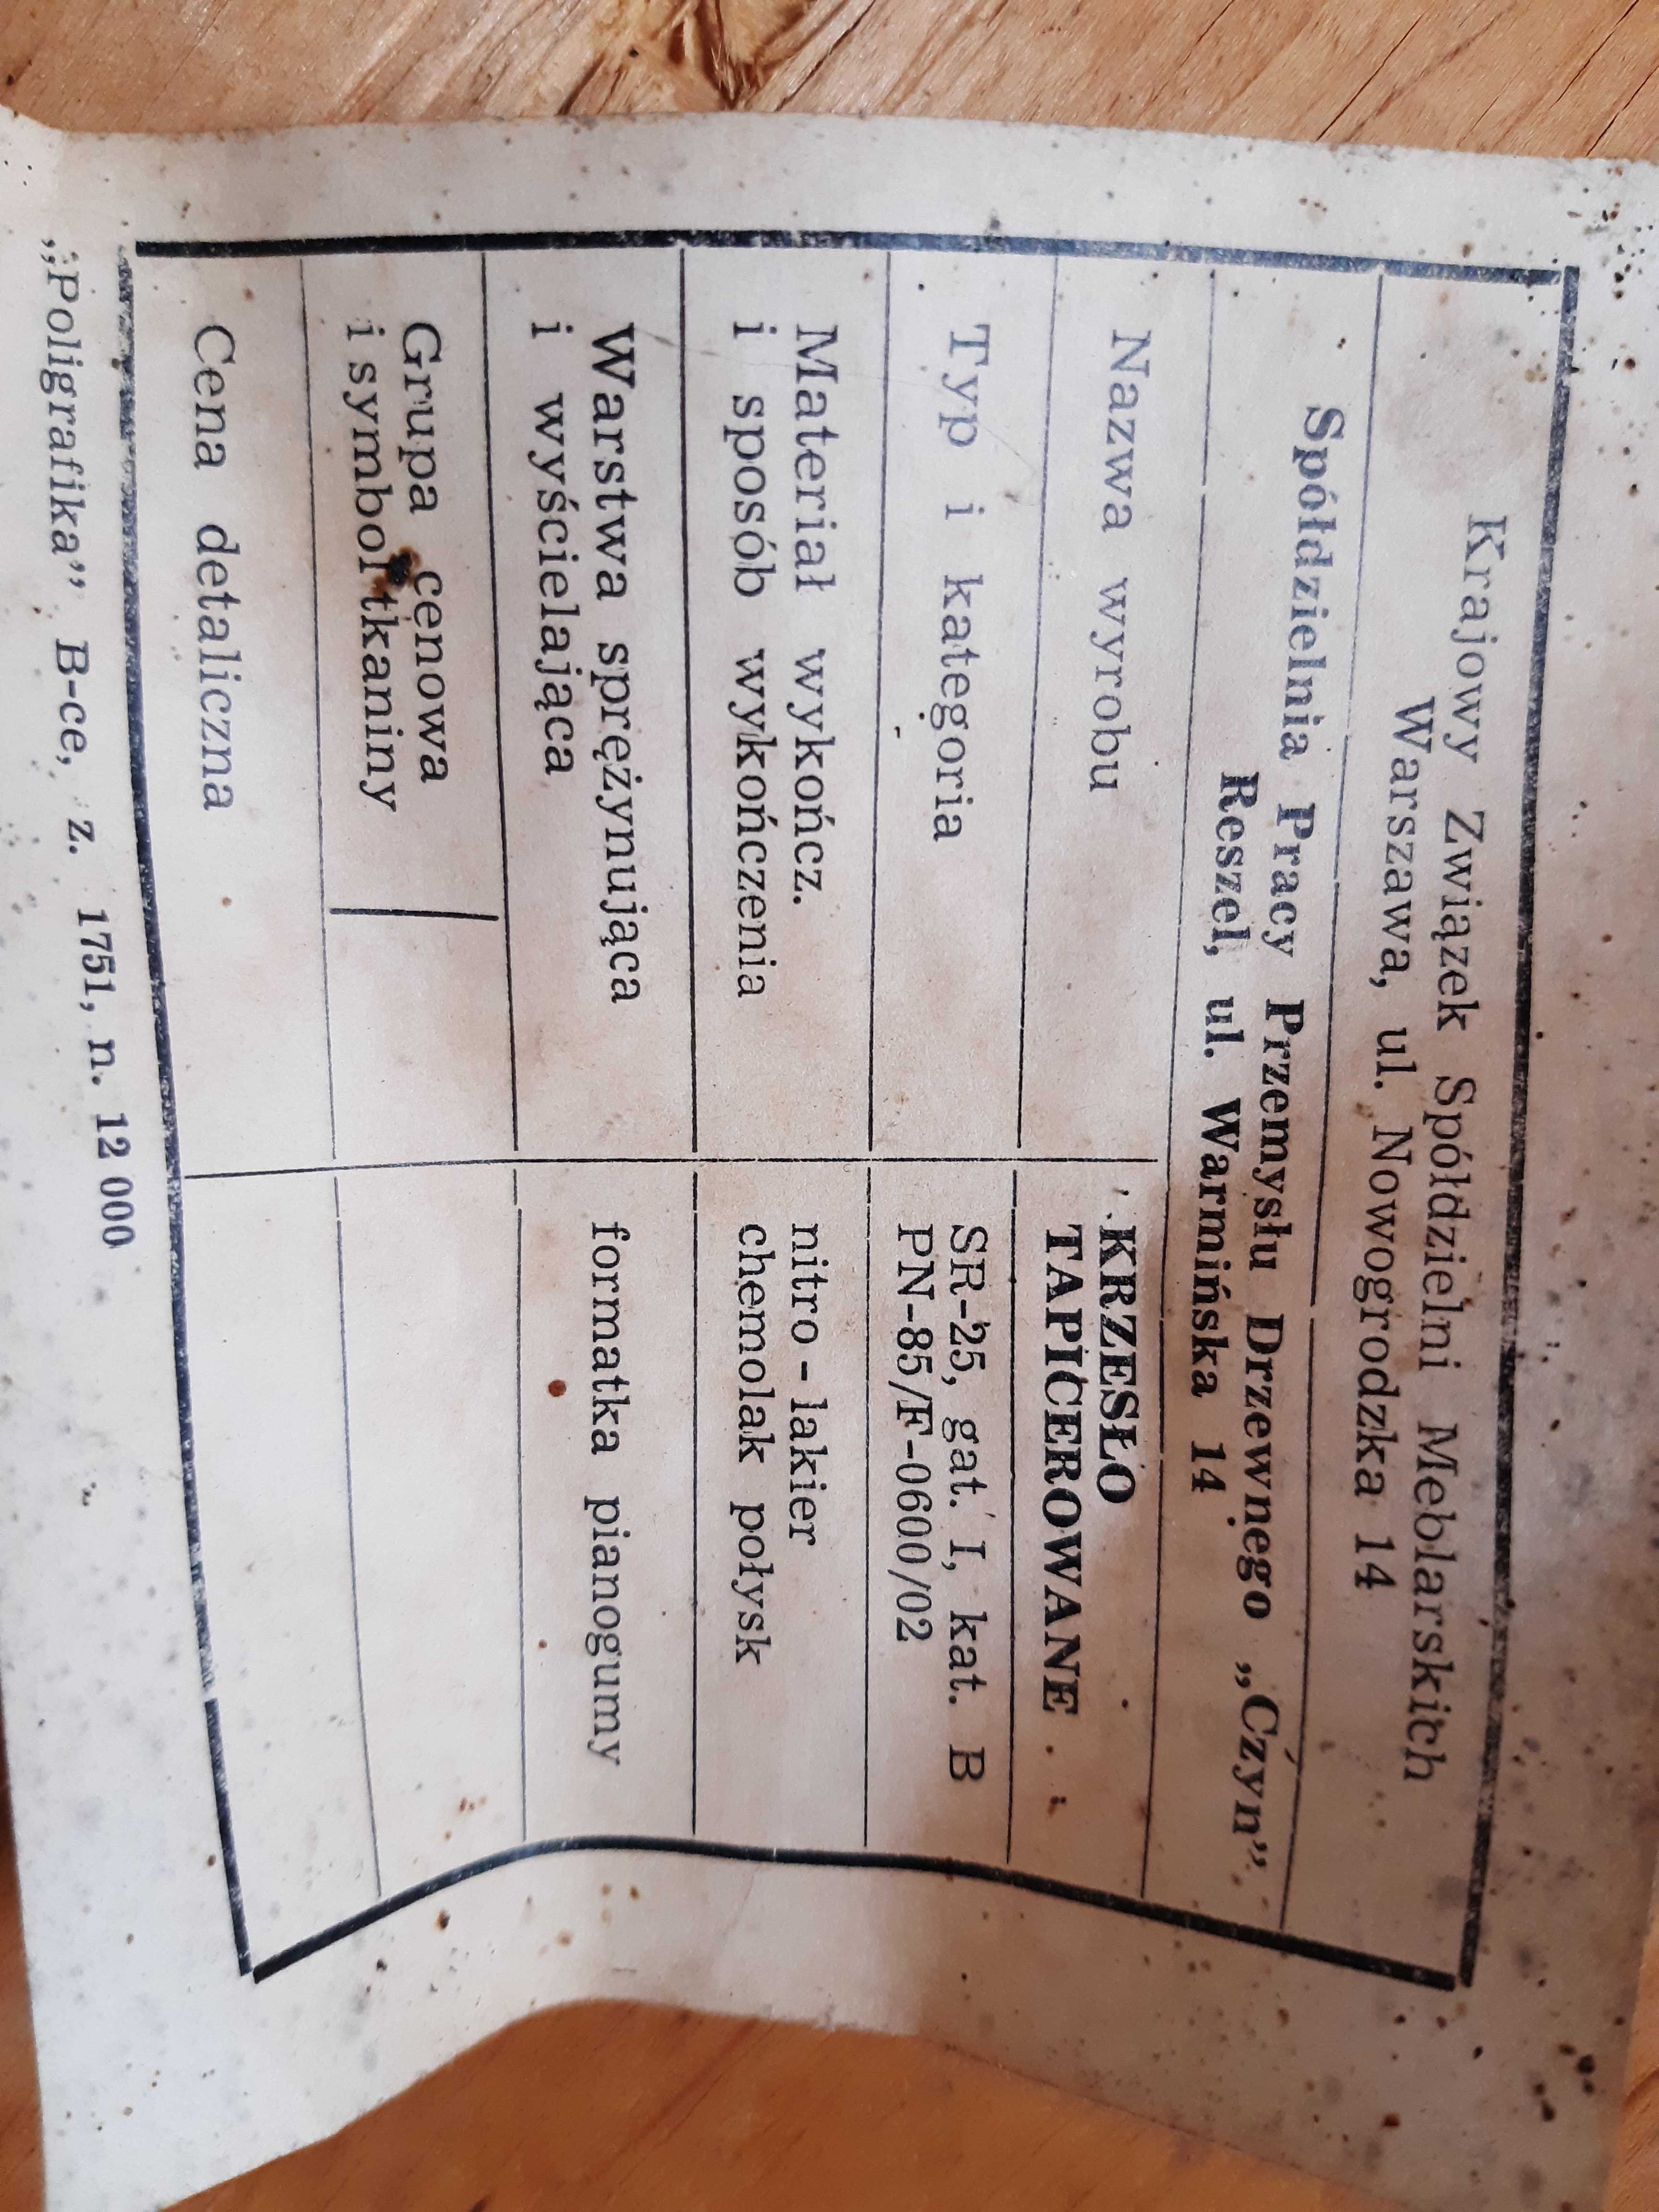 Krajowy Związek Spółdzielni Meblarskich
Warszawa, ul. Nowogrodzka 14
Spółdzielnia Pracy Przemysłu Drzewnego „Czyn”
Reszel, ul. Warmińska 14
Nazwa wyrobu
KRZESŁO
TAPICEROWANE
Typ i kategoria
SR-25, gat. I, kat. B
PN-85/F-0600/02
Materiał wykończ.
i sposób wykończenia
nitro - lakier
chemolak połysk
Warstwa sprężynująca
i wyścielająca
formatka pianogumy
Grupa cenowa
i symbol tkaniny
Cena detaliczna
„Poligrafika” B-ce, z. 1751, n. 12 000